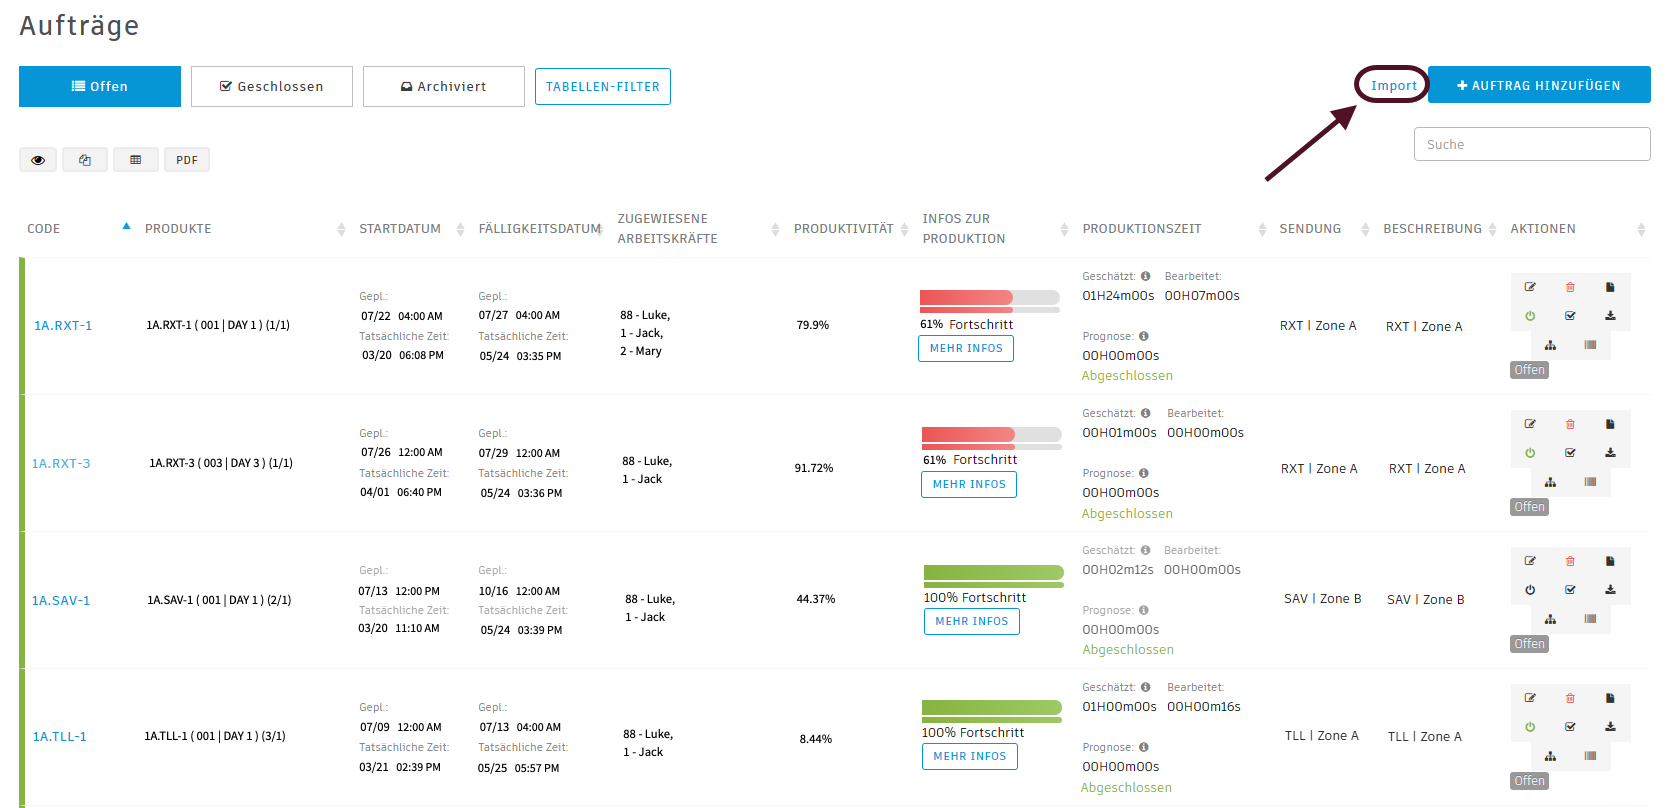 Aufträge
Offen Geschlossen Archiviert TABELLEN-FILTER Import AUFTRAG HINZUFÜGEN
Suche
PDF
CODE PRODUKTE STARTDATUM FÄLLIGKEITSDATUM ZUGEWIESENE ARBEITSKRÄFTE PRODUKTIVITÄT INFOS ZUR PRODUKTION PRODUKTIONSZEIT SENDUNG BESCHREIBUNG AKTIONEN
Geschätzt: Bearbeitet:
Gepl.: Gepl.: 01H24m00s 00H07m00s
07/22 04:00 AM 07/27 04:00 AM 88 - Luke,
1A.RXT-1 1A.RXT-1 ( 001 | DAY 1 ) (1/1) 1 - Jack, 79.9% 61% Fortschritt RXT | Zone A RXT | Zone A
Tatsächliche Zeit: Tatsächliche Zeit: Prognose:
03/20 06:08 PM 05/24 03:35 PM 2 - Mary MEHR INFOS 00H00m00s
Abgeschlossen Offen
Geschätzt: Bearbeitet:
Gepl.: Gepl.: 00H01m00s 00H00m00s
07/26 12:00 AM 07/29 12:00 AM
1A.RXT-3 1A.RXT-3 ( 003 | DAY 3 ) (1/1) 88 - Luke, 91.72% 61% Fortschritt RXT | Zone A RXT | Zone A
Tatsächliche Zeit: Tatsächliche Zeit: 1 - Jack MEHR INFOS Prognose:
04/01 06:40 PM 05/24 03:36 PM 00H00m00s
Abgeschlossen Offen
Geschätzt: Bearbeitet:
Gepl.: Gepl.: 00H02m12s 00H00m00s
07/13 12:00 PM 10/16 12:00 AM
1A.SAV-1 1A.SAV-1 ( 001 | DAY 1 ) (2/1) 88 - Luke, 44.37% 100% Fortschritt SAV | Zone B SAV | Zone B
Tatsächliche Zeit: Tatsächliche Zeit: 1 - Jack MEHR INFOS Prognose:
03/20 11:10 AM 05/24 03:39 PM 00H00m00s
Abgeschlossen Offen
Geschätzt: Bearbeitet:
Gepl.: Gepl.: 01H00m00s 00H00m16s
07/09 12:00 AM 07/13 04:00 AM
1A.TLL-1 1A.TLL-1 ( 001 | DAY 1 ) (3/1) 88 - Luke, 8.44% 100% Fortschritt TLL | Zone A TLL | Zone A
Tatsächliche Zeit: Tatsächliche Zeit: 1 - Jack MEHR INFOS Prognose:
03/21 02:39 PM 05/25 05:57 PM 00H00m00s
Abgeschlossen Offen